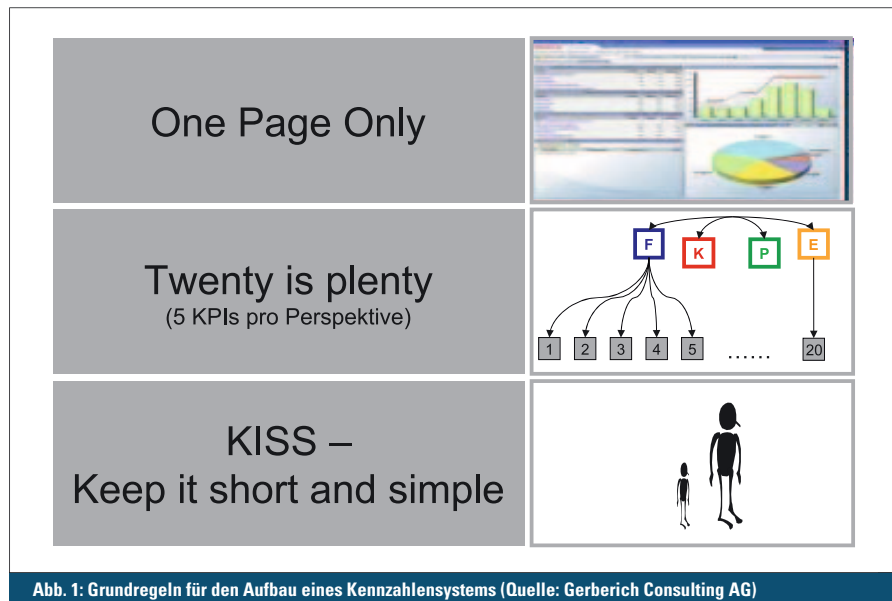 One Page Only
Twenty is plenty
(5 KPIs pro Perspektive)
F K P E
1 2 3 4 5 ...... 20
KISS –
Keep it short and simple
Abb. 1: Grundregeln für den Aufbau eines Kennzahlensystems (Quelle: Gerberich Consulting AG)